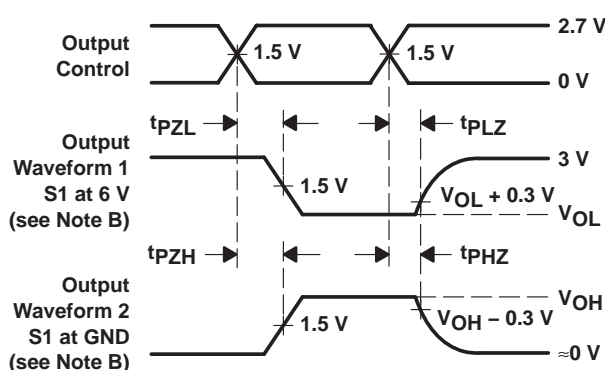 Output
Control
1.5 V
1.5 V
2.7 V
0 V
tPZL
tPLZ
Output
Waveform 1
S1 at 6 V
(see Note B)
1.5 V
3 V
VOL + 0.3 V
VOL
tPZH
tPHZ
Output
Waveform 2
S1 at GND
(see Note B)
1.5 V
VOH
VOH − 0.3 V
≈0 V